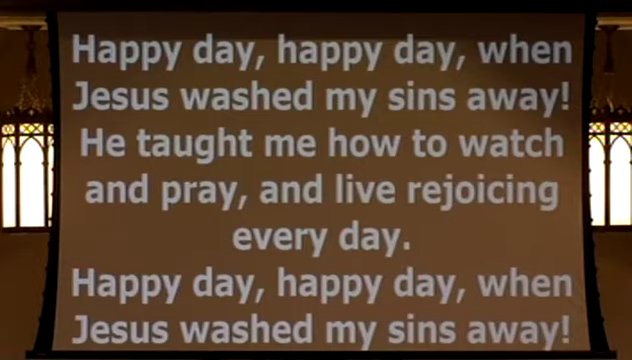 Happy day, happy day, when
Jesus washed my sins away!
He taught me how to watch
and pray, and live rejoicing
every day.
Happy day, happy day, when
Jesus washed my sins away!